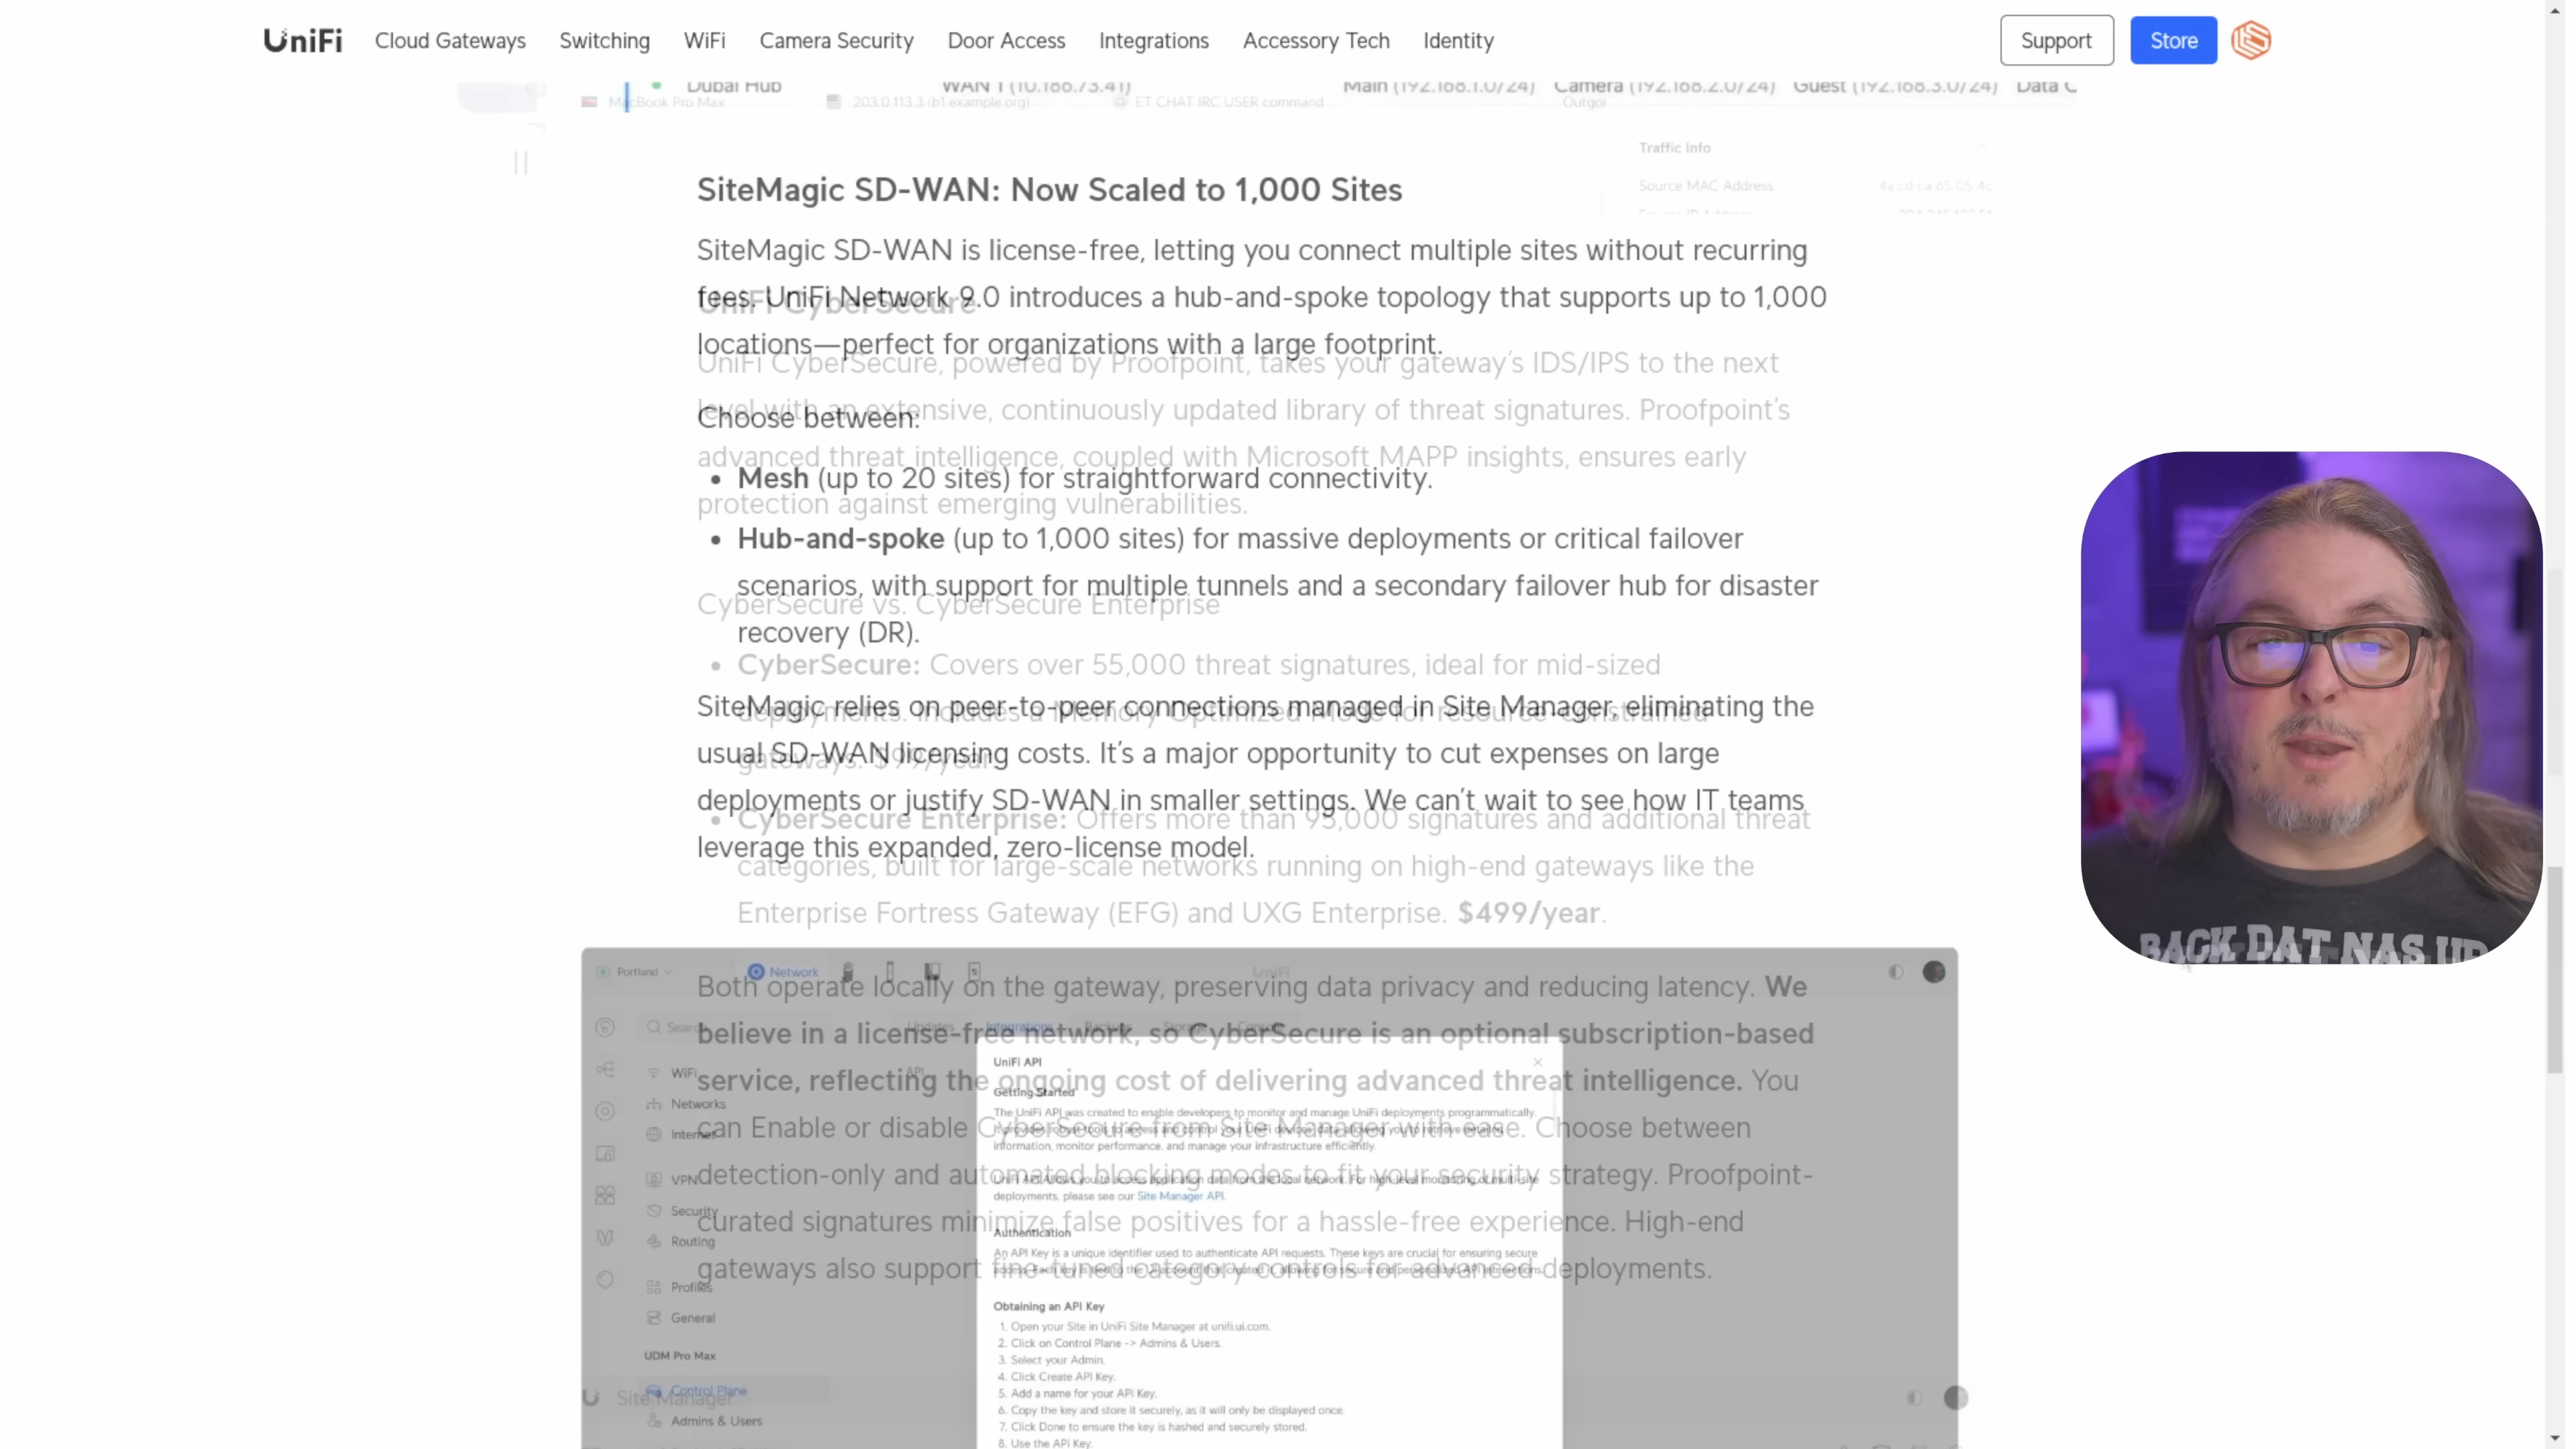 UniFi Cloud Gateways Switching WiFi Camera Security Door Access Integrations Accessory Tech Identity Support Store
Dubai Hub WAN 1 (10.186.73.41) Main (192.168.1.0/24) Camera (192.168.2.0/24) Guest (192.168.3.0/24) Data C
MacBook Pro Max 203.0.113.3 (b1.example.org) ET CHAT IRC USER command Outgoi
Traffic Info
Source MAC Address 4a:cd:ca:65:05:4c
SiteMagic SD-WAN: Now Scaled to 1,000 Sites
SiteMagic SD-WAN is license-free, letting you connect multiple sites without recurring
fees. UniFi Network 9.0 introduces a hub-and-spoke topology that supports up to 1,000
locations—perfect for organizations with a large footprint.
Choose between:
• Mesh (up to 20 sites) for straightforward connectivity.
• Hub-and-spoke (up to 1,000 sites) for massive deployments or critical failover
scenarios, with support for multiple tunnels and a secondary failover hub for disaster
recovery (DR).
SiteMagic relies on peer-to-peer connections managed in Site Manager, eliminating the
usual SD-WAN licensing costs. It's a major opportunity to cut expenses on large
deployments or justify SD-WAN in smaller settings. We can't wait to see how IT teams
leverage this expanded, zero-license model.
UniFi CyberSecure
UniFi CyberSecure, powered by Proofpoint, takes your gateway's IDS/IPS to the next
level with an extensive, continuously updated library of threat signatures. Proofpoint's
advanced threat intelligence, coupled with Microsoft MAPP insights, ensures early
protection against emerging vulnerabilities.
CyberSecure vs. CyberSecure Enterprise
• CyberSecure: Covers over 55,000 threat signatures, ideal for mid-sized
deployments. Includes a Memory Optimized Mode for resource-constrained
gateways. $99/year.
• CyberSecure Enterprise: Offers more than 95,000 signatures and additional threat
categories, built for large-scale networks running on high-end gateways like the
Enterprise Fortress Gateway (EFG) and UXG Enterprise. $499/year.
Both operate locally on the gateway, preserving data privacy and reducing latency. We
believe in a license-free network, so CyberSecure is an optional subscription-based
service, reflecting the ongoing cost of delivering advanced threat intelligence. You
can Enable or disable CyberSecure from Site Manager with ease. Choose between
detection-only and automated blocking modes to fit your security strategy. Proofpoint-
curated signatures minimize false positives for a hassle-free experience. High-end
gateways also support fine-tuned category controls for advanced deployments.
Portland Network UniFi
Search Updates Integrations Backups Storage Console
WiFi
Networks
Internet
VPN
Security
Routing
Profiles
General
UDM Pro Max
Control Plane
Site Manager
Admins & Users
API
UniFi API
Getting Started
The UniFi API was created to enable developers to monitor and manage UniFi deployments programmatically.
information, monitor performance, and manage your infrastructure efficiently.
UniFi API Allows you to access application data from the local network. For high-level monitoring of multi-site
deployments, please see our Site Manager API.
Authentication
An API Key is a unique identifier used to authenticate API requests. These keys are crucial for ensuring secure
Obtaining an API Key
1. Open your Site in UniFi Site Manager at unifi.ui.com.
2. Click on Control Plane -> Admins & Users.
3. Select your Admin.
4. Click Create API Key.
5. Add a name for your API Key.
6. Copy the key and store it securely, as it will only be displayed once.
7. Click Done to ensure the key is hashed and securely stored.
8. Use the API Key.
BACK DAT NAS UP